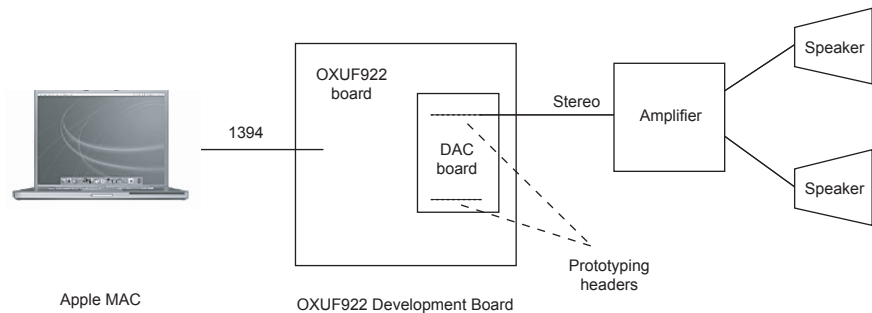 Speaker
OXUF922
board
Stereo
Amplifier
1394
DAC
board
Speaker
Prototyping
headers
Apple MAC
OXUF922 Development Board